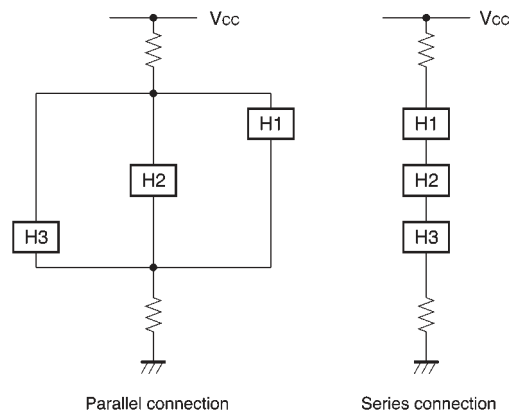 Vcc
H1
H2
H3
Parallel connection
Vcc
H1
H2
H3
Series connection